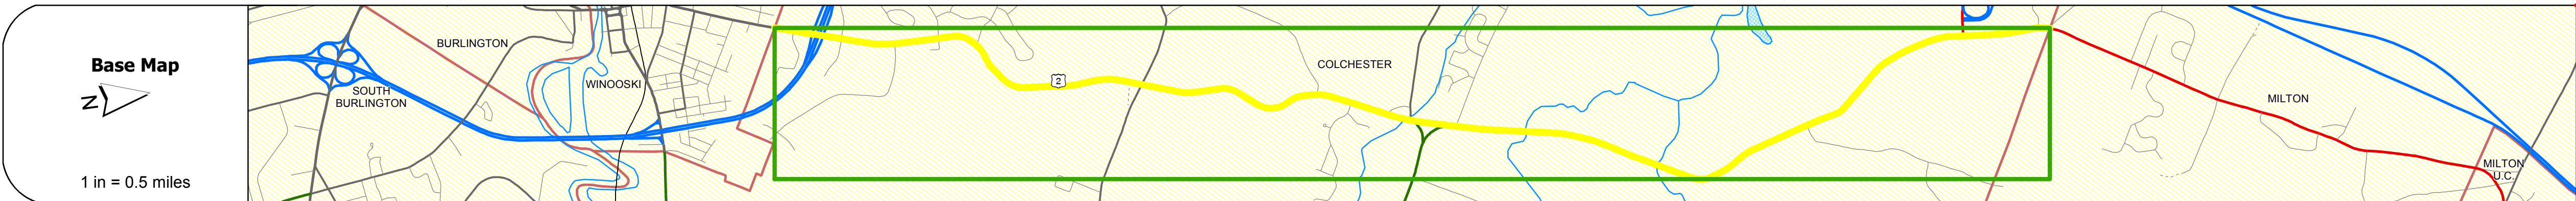 Base Map
N
1 in = 0.5 miles
BURLINGTON
SOUTH
BURLINGTON
WINOOSKI
2
COLCHESTER
MILTON
MILTON
U.C.